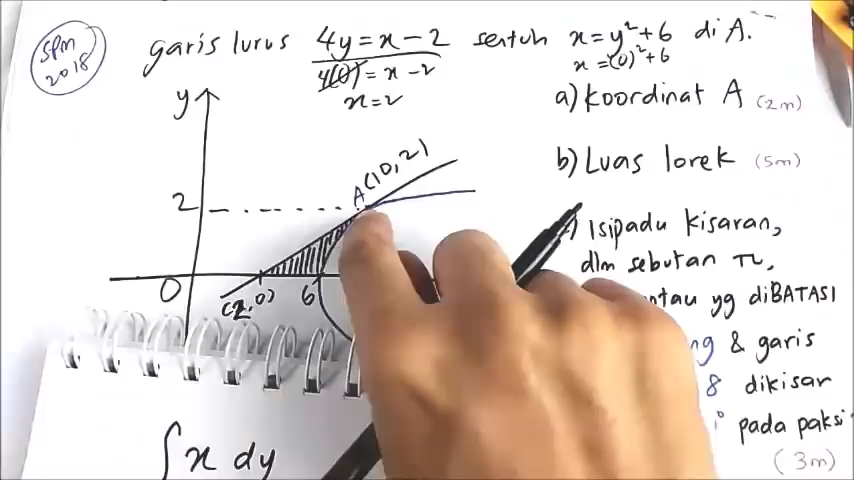 SPM 2018
garis lurus 4y = x - 2 sentuh x = y² + 6 di A.
4(0) = x - 2
x = (0)² + 6
x = 2
y
a) Koordinat A (2m)
A (10, 2)
b) Luas lorek (5m)
2
Isipadu kisaran,
dlm sebutan π,
0
(2, 0)
6
yg diBATASI
& garis
8 dikisar
pada paksi
∫ x dy
(3m)